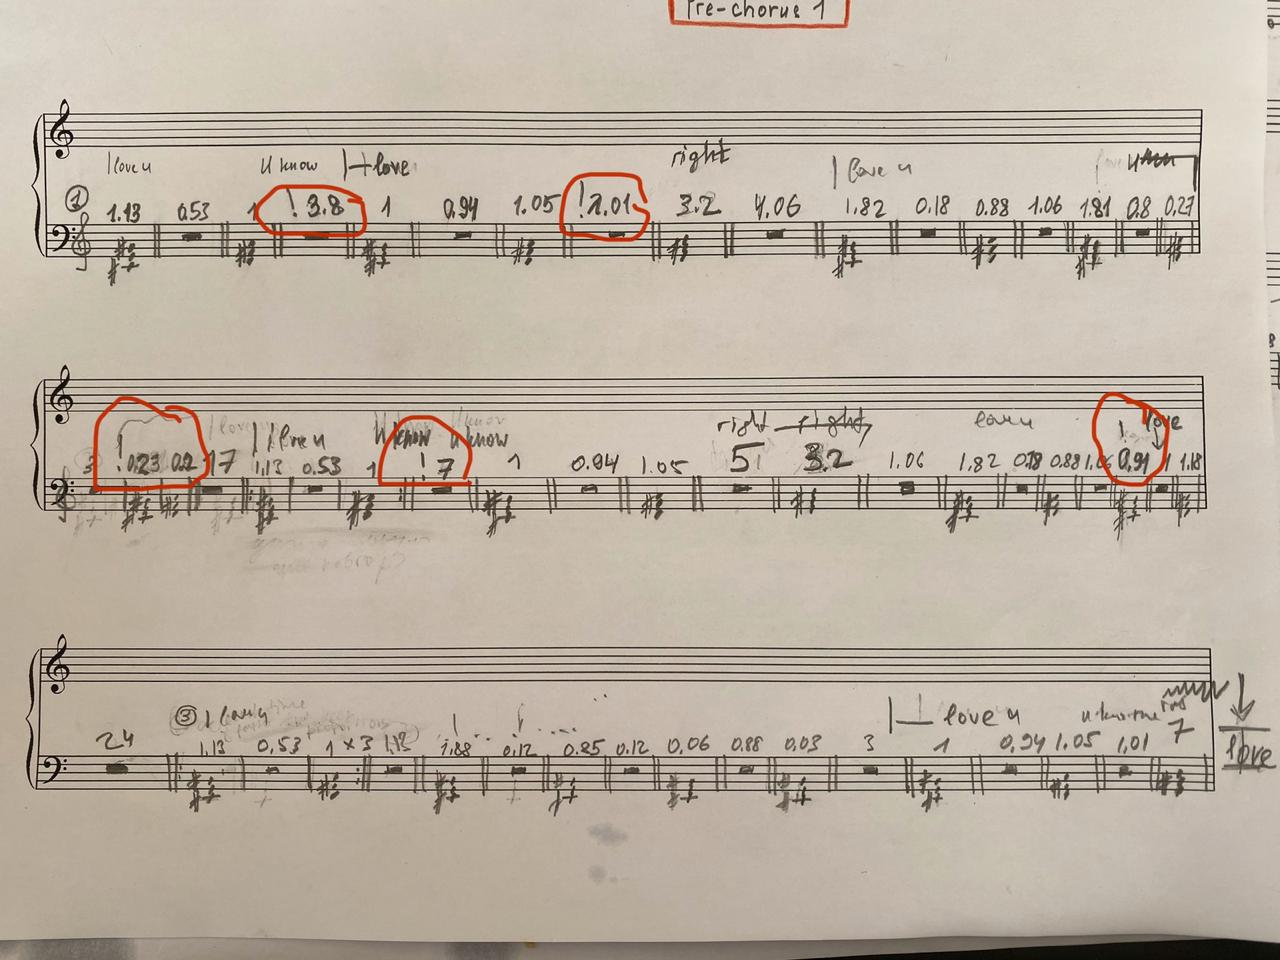 Pre-chorus 1
I love u u know I love right I love u
① 1.13 0.53 1 ! 3.8 1 0.94 1.05 ! 2.01 3.2 4.06 1.82 0.18 0.88 1.06 1.81 0.8 0.27
I love u u know u know right right love
3 ! 0.23 0.2 17 1.13 0.53 1 ! 7 1 0.94 1.05 5 3.2 1.06 1.82 0.18 0.88 1.06 ! 0.91 1 1.18
③ I love u I love u love
24 1.13 0.53 1 ×3 1.13 1.88 0.12 0.85 0.12 0.06 0.88 0.03 3 1 0.94 1.05 1.01 7